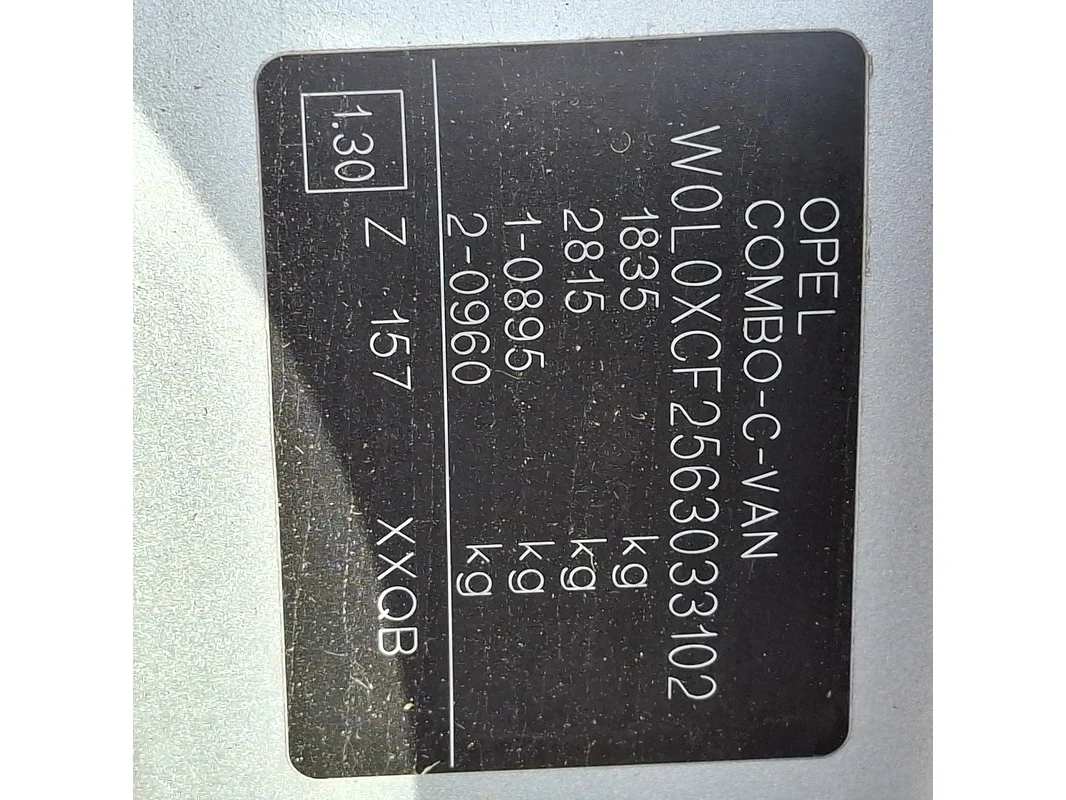 OPEL
COMBO-C-VAN
W0L0XCF2563033102
1835 kg
2815 kg
1-0895 kg
2-0960 kg
1.30 Z 157 XXQB